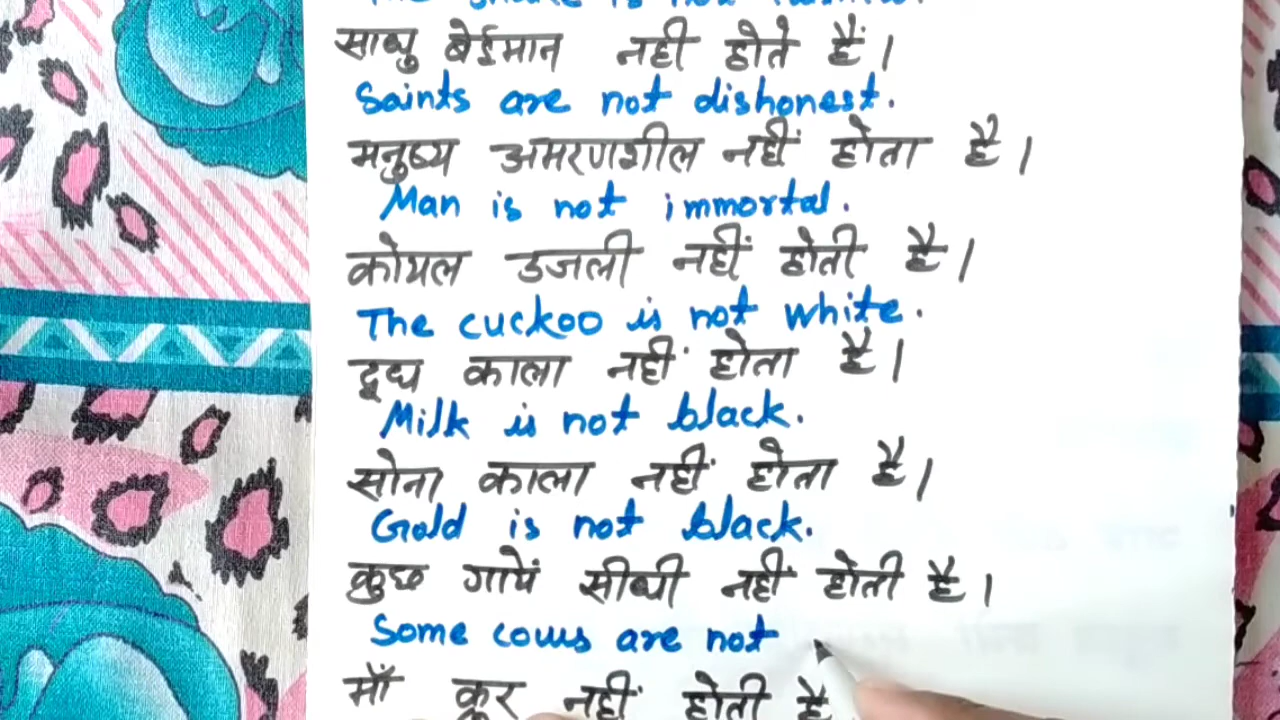 साधु बेईमान नही होते हैं।
Saints are not dishonest.
मनुष्य अमरणशील नहीं होता है।
Man is not immortal.
कोयल उजली नहीं होती है।
The cuckoo is not white.
दूध काला नहीं होता है।
Milk is not black.
सोना काला नहीं होता है।
Gold is not black.
कुछ गायें सीधी नहीं होती है।
Some cows are not
माँ क्रूर नहीं होती है